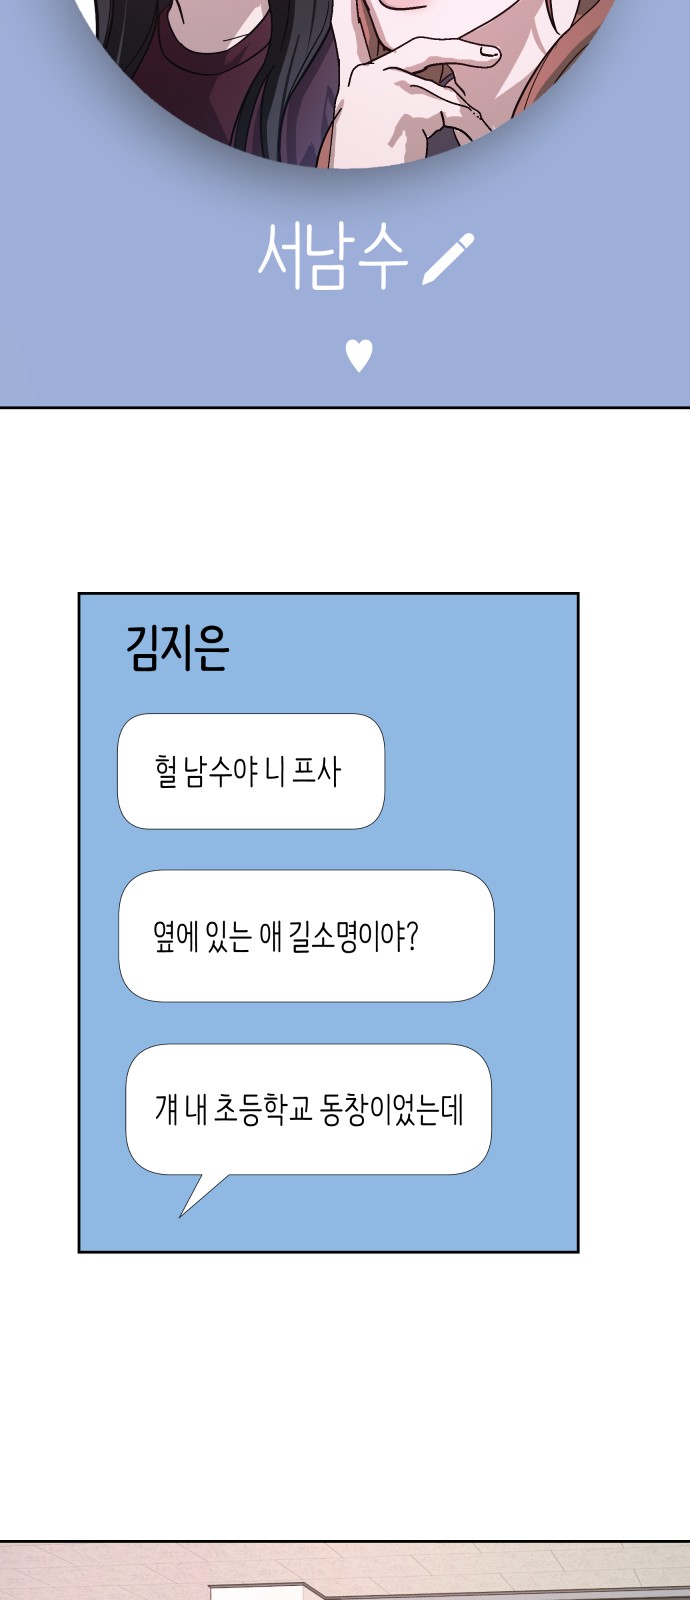 서남수
♥
김지은
헐 남수야 니 프사
옆에 있는 애 길소명이야?
걔 내 초등학교 동창이었는데